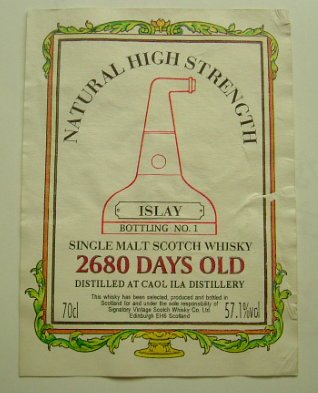 NATURAL HIGH STRENGTH
ISLAY
BOTTLING NO. 1
SINGLE MALT SCOTCH WHISKY
2680 DAYS OLD
DISTILLED AT CAOL ILA DISTILLERY
This whisky has been selected, produced and bottled in
Scotland for and under the sole responsibility of
Signatory Vintage Scotch Whisky Co. Ltd
Edinburgh EH6 Scotland
70cl
57.1%vol